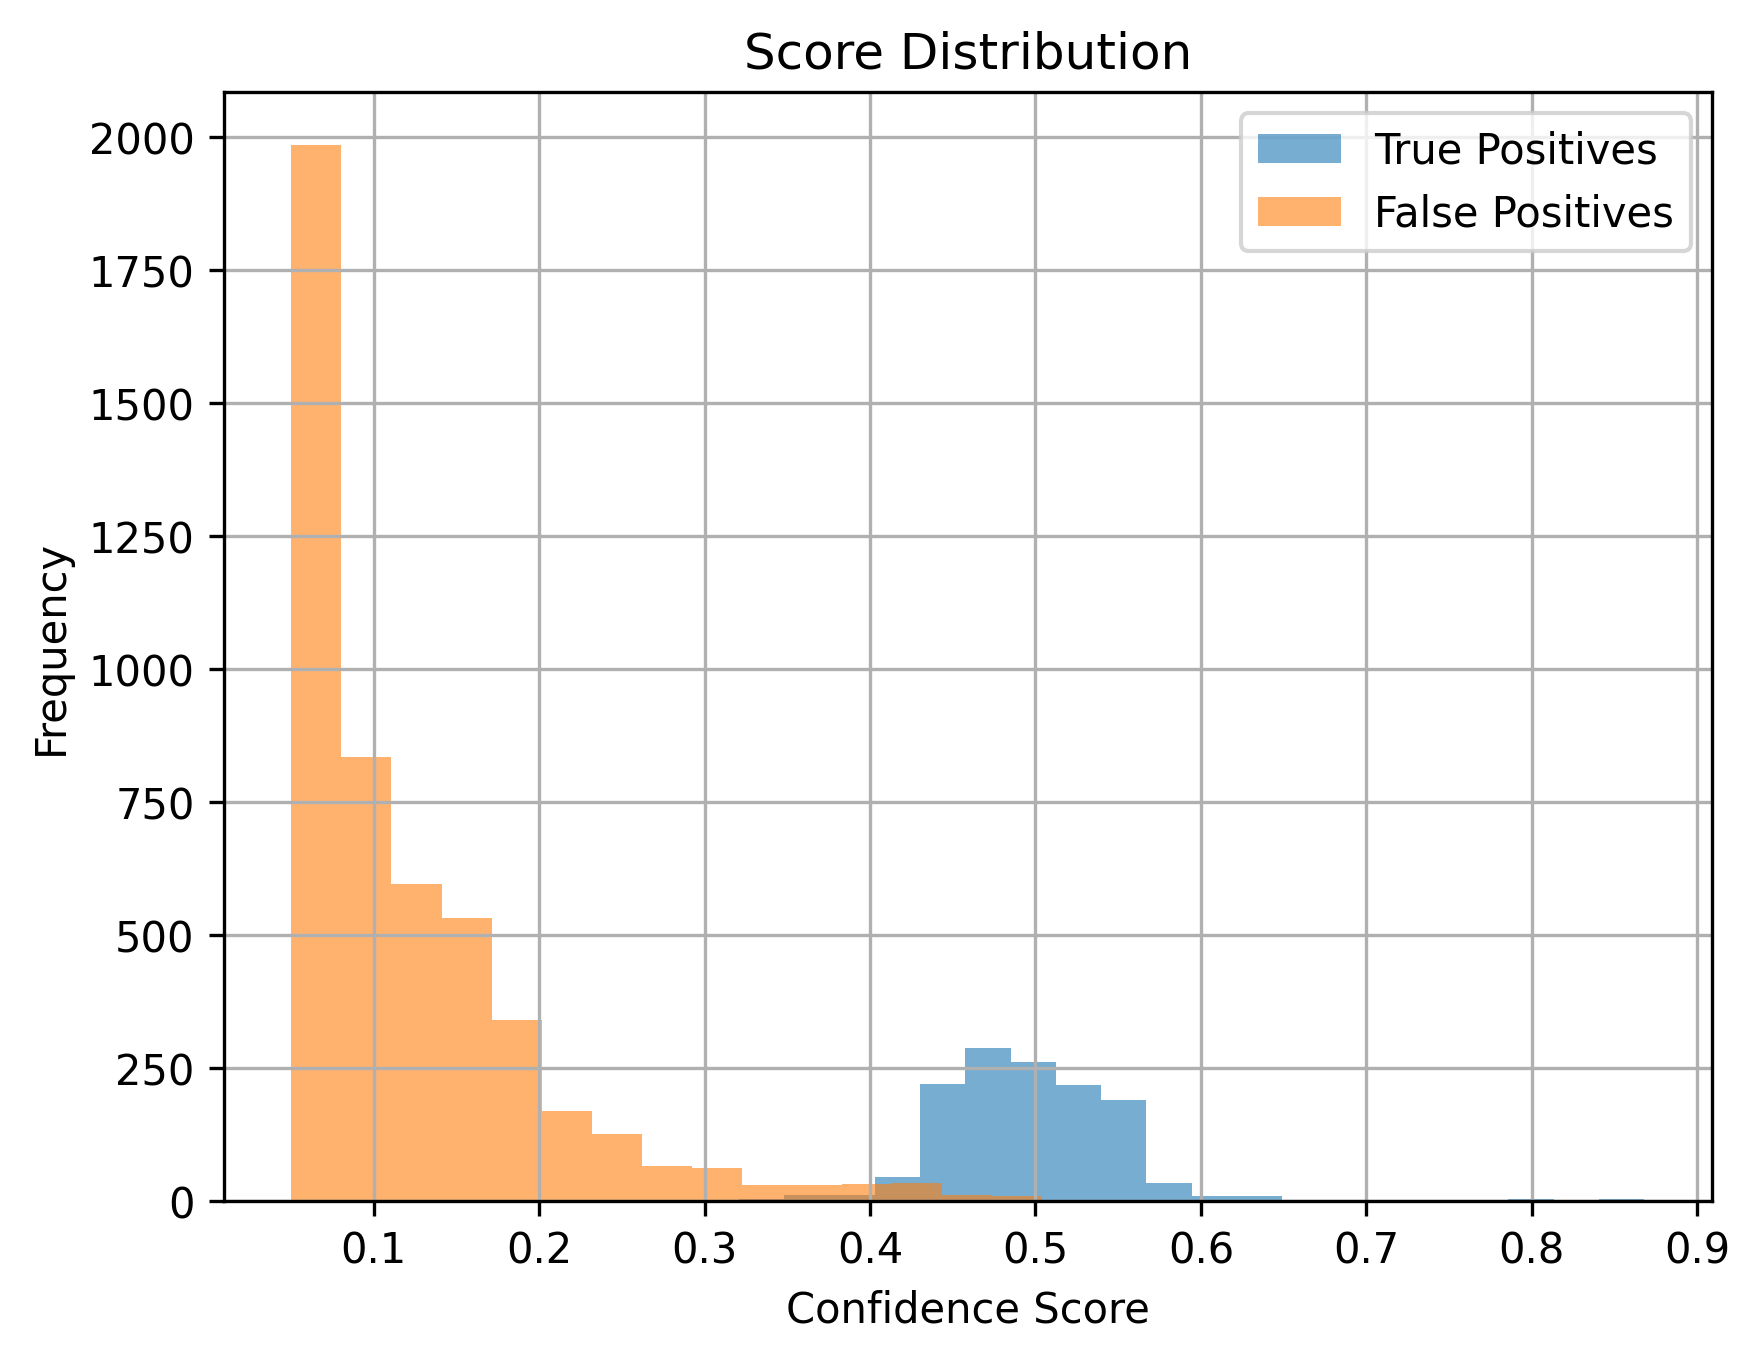 Score Distribution
True Positives
False Positives
Frequency
2000
1750
1500
1250
1000
750
500
250
0
0.1 0.2 0.3 0.4 0.5 0.6 0.7 0.8 0.9
Confidence Score